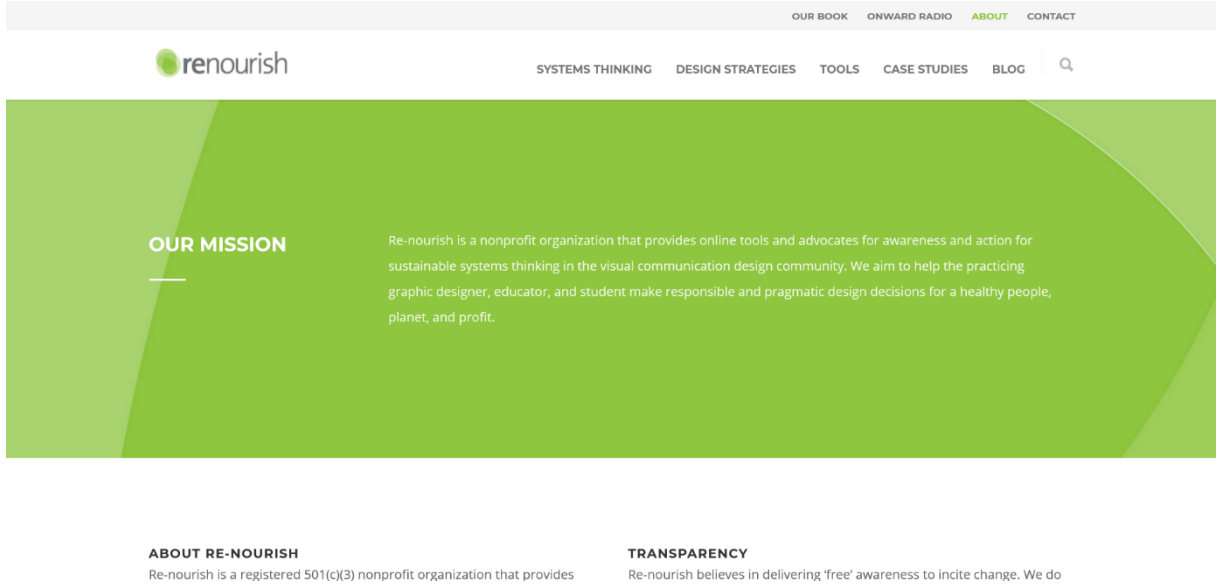 OUR BOOK ONWARD RADIO ABOUT CONTACT
renourish
SYSTEMS THINKING DESIGN STRATEGIES TOOLS CASE STUDIES BLOG
OUR MISSION
Re-nourish is a nonprofit organization that provides online tools and advocates for awareness and action for
sustainable systems thinking in the visual communication design community. We aim to help the practicing
graphic designer, educator, and student make responsible and pragmatic design decisions for a healthy people,
planet, and profit.
ABOUT RE-NOURISH
Re-nourish is a registered 501(c)(3) nonprofit organization that provides
TRANSPARENCY
Re-nourish believes in delivering ‘free’ awareness to incite change. We do